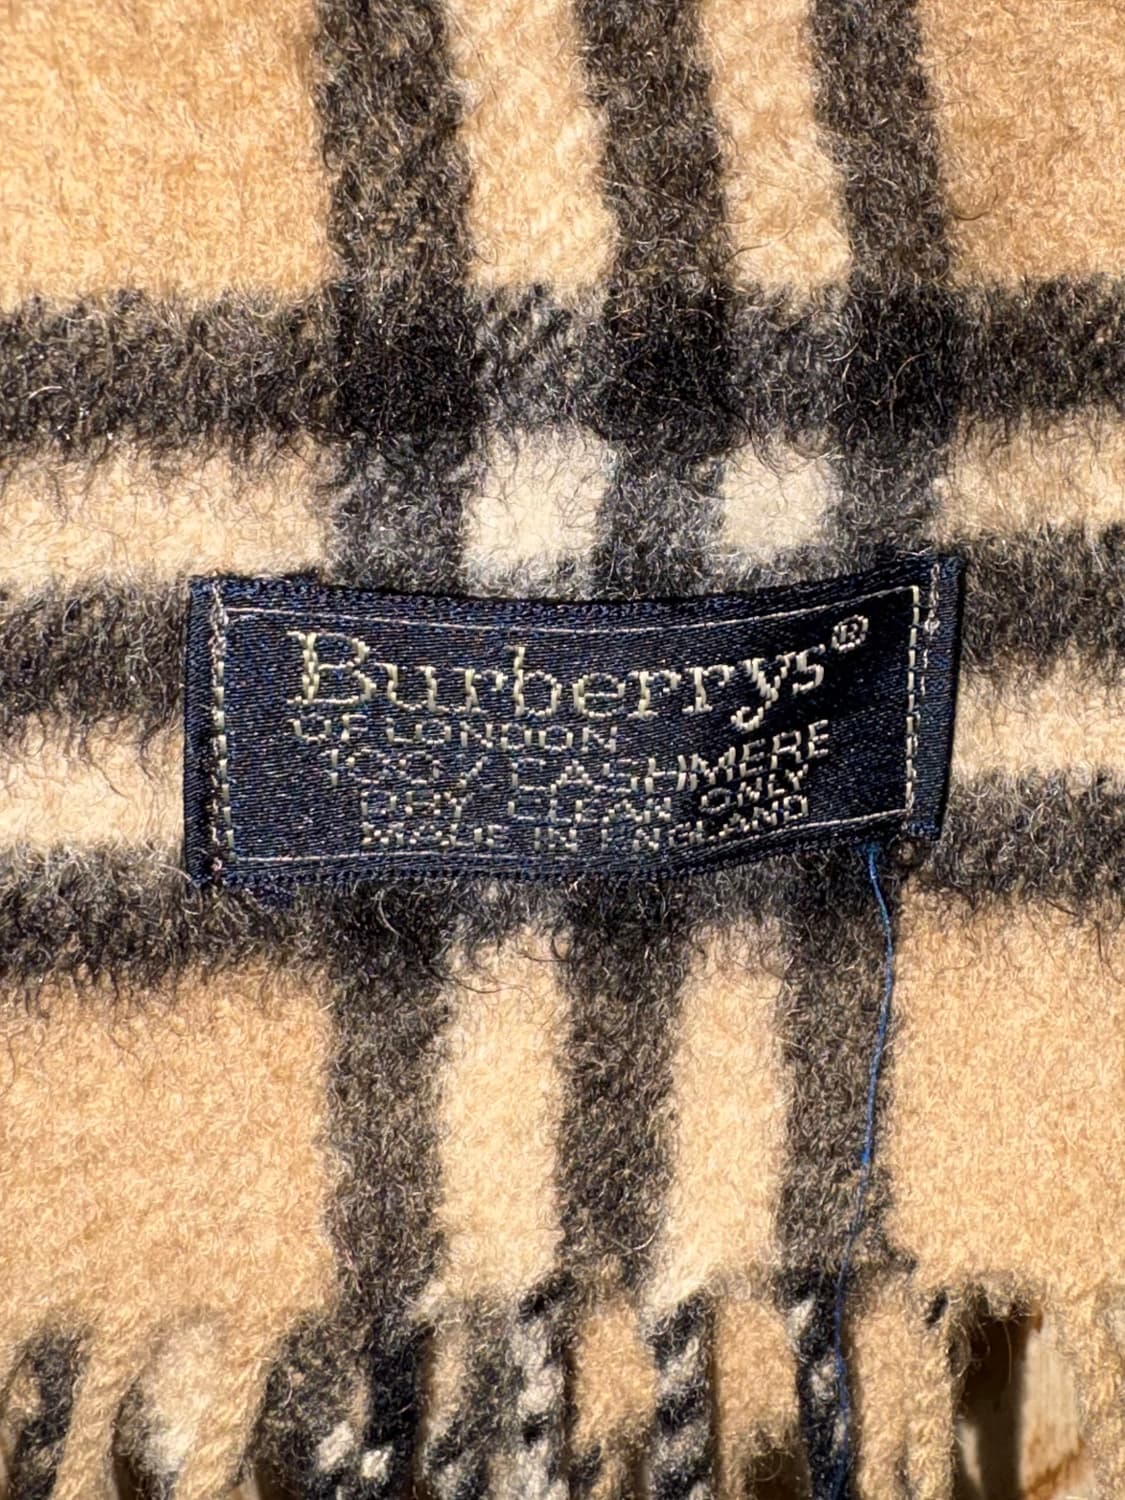 Burberrys®
OF LONDON
100% CASHMERE
DRY CLEAN ONLY
MADE IN ENGLAND